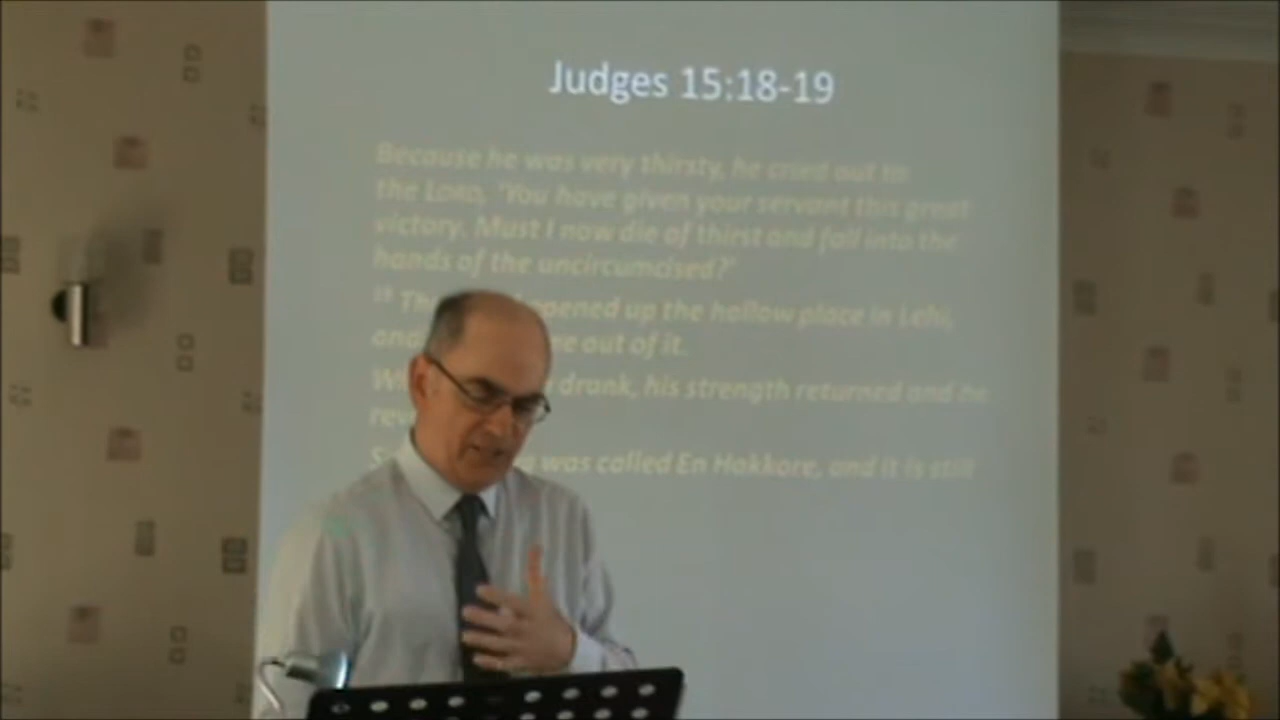 Judges 15:18-19
Because he was very thirsty, he cried out to
the LORD, 'You have given your servant this great
victory. Must I now die of thirst and fall into the
hands of the uncircumcised?'
19 opened up the hollow place in Lehi,
out of it.
drank, his strength returned and he
was called En Hakkore, and it is still